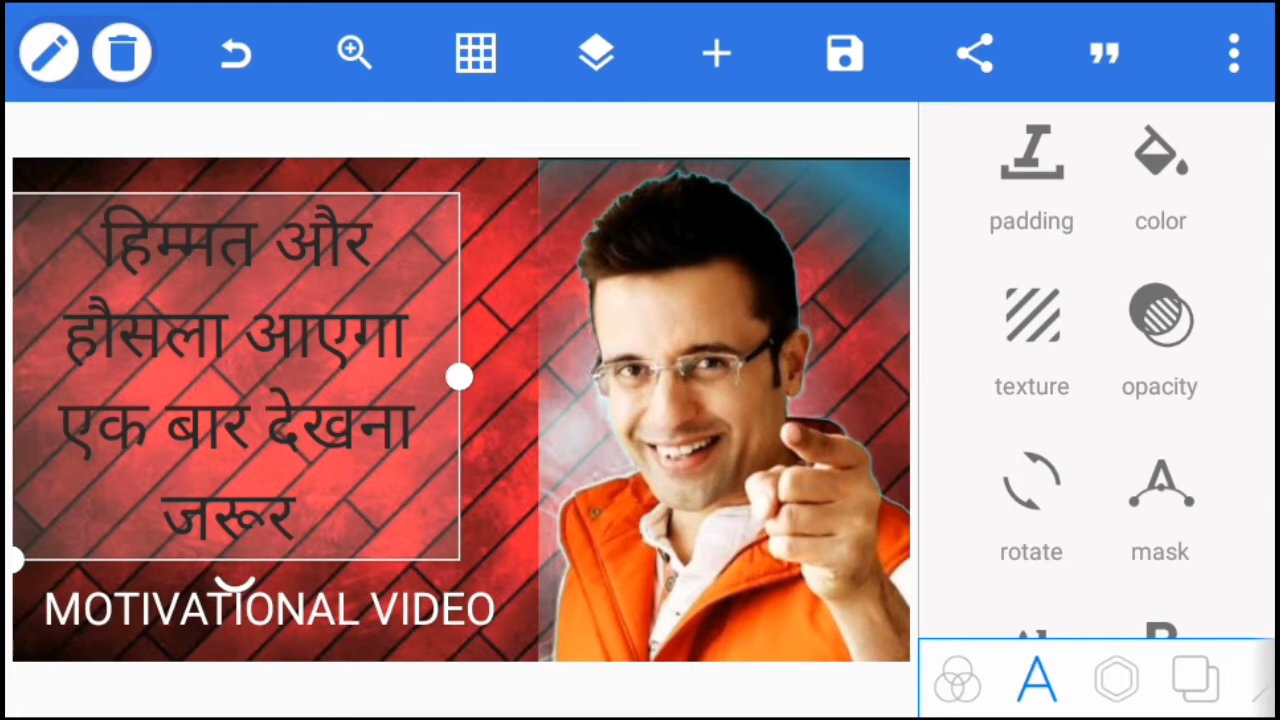 padding color
texture opacity
rotate mask
हिम्मत और
हौसला आएगा
एक बार देखना
जरूर
MOTIVATIONAL VIDEO